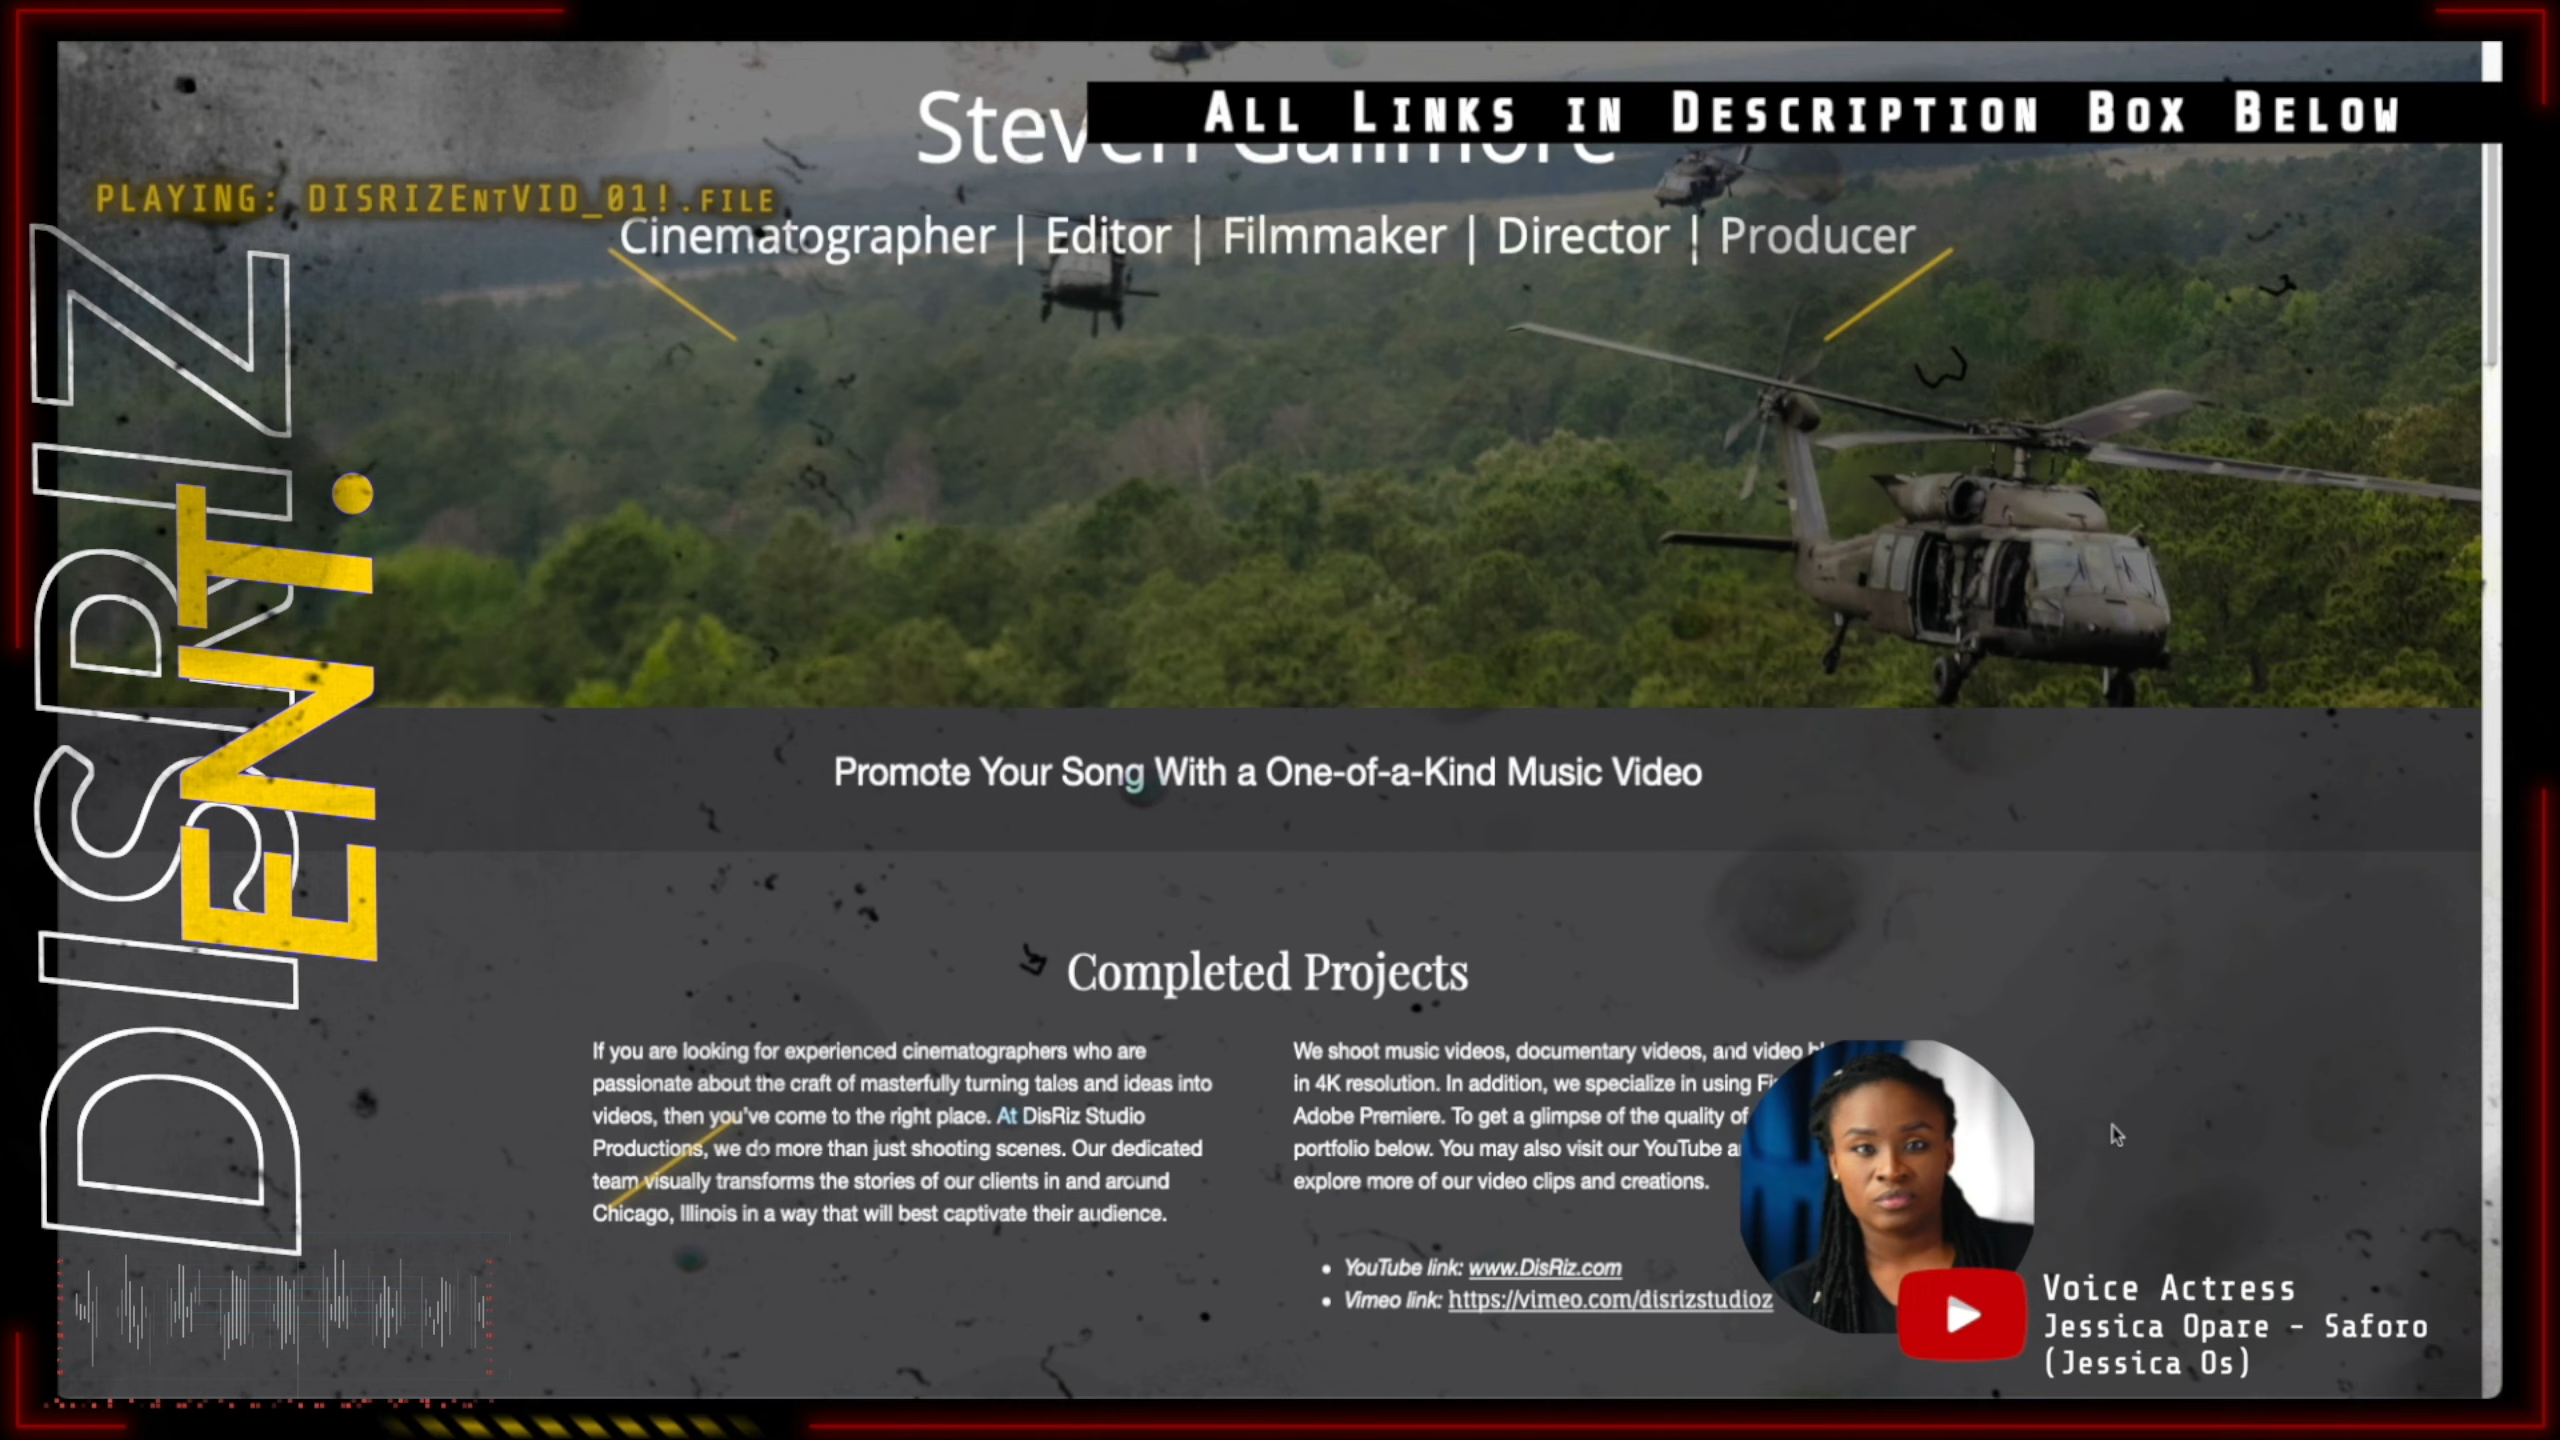 ALL LINKS IN DESCRIPTION BOX BELOW
Steven
PLAYING: DISRIZENTVID_01!.FILE
Cinematographer | Editor | Filmmaker | Director | Producer
DISRIZ
ENT.
Promote Your Song With a One-of-a-Kind Music Video
Completed Projects
If you are looking for experienced cinematographers who are
passionate about the craft of masterfully turning tales and ideas into
videos, then you've come to the right place. At DisRiz Studio
Productions, we do more than just shooting scenes. Our dedicated
team visually transforms the stories of our clients in and around
Chicago, Illinois in a way that will best captivate their audience.
We shoot music videos, documentary videos, and video
in 4K resolution. In addition, we specialize in using
Adobe Premiere. To get a glimpse of the quality of
portfolio below. You may also visit our YouTube
explore more of our video clips and creations.
• YouTube link: www.DisRiz.com
• Vimeo link: https://vimeo.com/disrizstudioz
Voice Actress
Jessica Opare - Saforo
(Jessica Os)